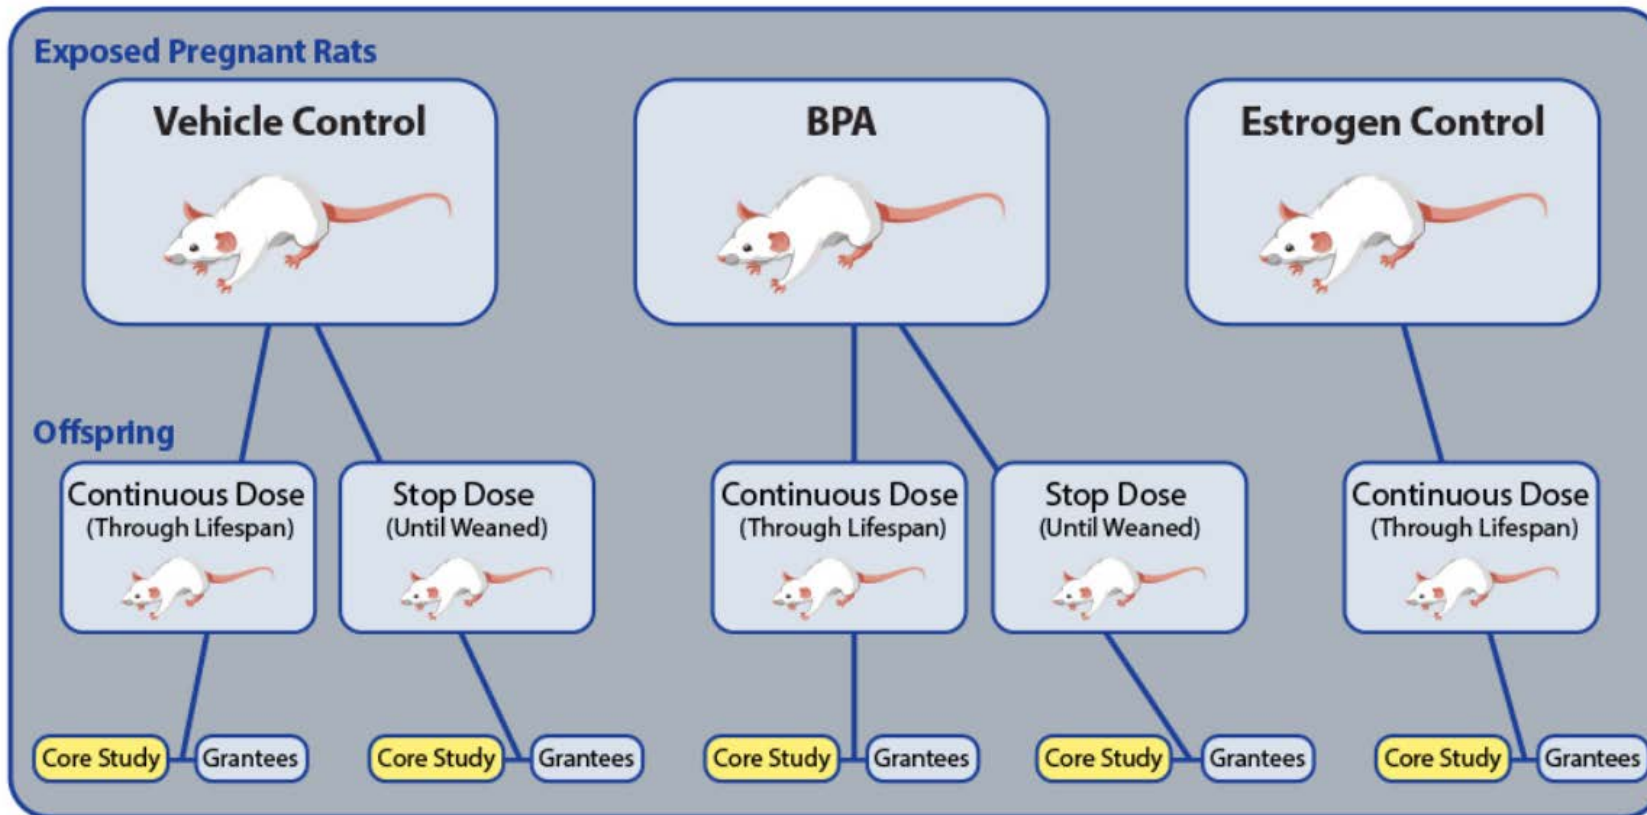 Exposed Pregnant Rats
Vehicle Control
BPA
Estrogen Control
Offspring
Continuous Dose
(Through Lifespan)
Stop Dose
(Until Weaned)
Continuous Dose
(Through Lifespan)
Stop Dose
(Until Weaned)
Continuous Dose
(Through Lifespan)
Core Study
Grantees
Core Study
Grantees
Core Study
Grantees
Core Study
Grantees
Core Study
Grantees